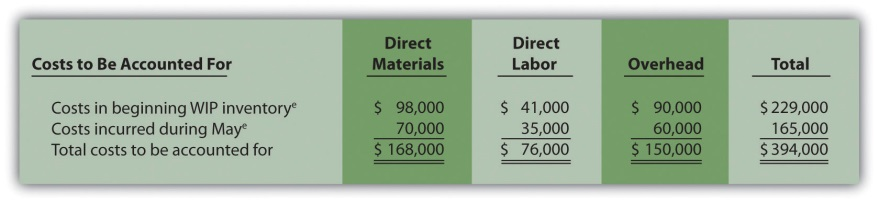 Direct Direct
Costs to Be Accounted For Materials Labor Overhead Total
Costs in beginning WIP inventoryᵉ $ 98,000 $ 41,000 $ 90,000 $ 229,000
Costs incurred during Mayᵉ 70,000 35,000 60,000 165,000
Total costs to be accounted for $ 168,000 $ 76,000 $ 150,000 $ 394,000